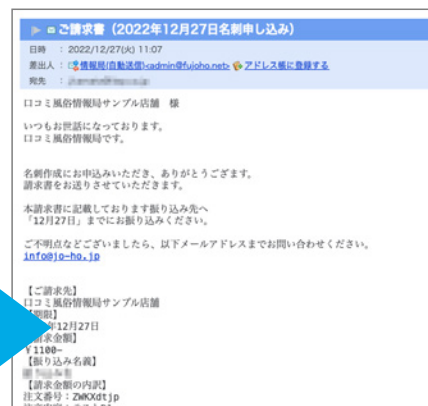 ご請求書（2022年12月27日名刺申し込み）
日時 ：2022/12/27(火) 11:07
差出人 ：情報局(自動送信)<admin@fujoho.net> アドレス帳に登録する
宛先 ：
口コミ風俗情報局サンプル店舗 様
いつもお世話になっております。
口コミ風俗情報局です。
名刺作成にお申込みいただき、ありがとうござます。
請求書をお送りさせていただきます。
本請求書に記載しております振り込み先へ
「12月27日」までにお振り込みください。
ご不明点などございましたら、以下メールアドレスまでお問い合わせください。
info@jo-ho.jp
【ご請求先】
口コミ風俗情報局サンプル店舗
期限】
年12月27日
求金額】
￥1100-
【振り込み名義】
【請求金額の内訳】
注文番号：ZWKXdtjp